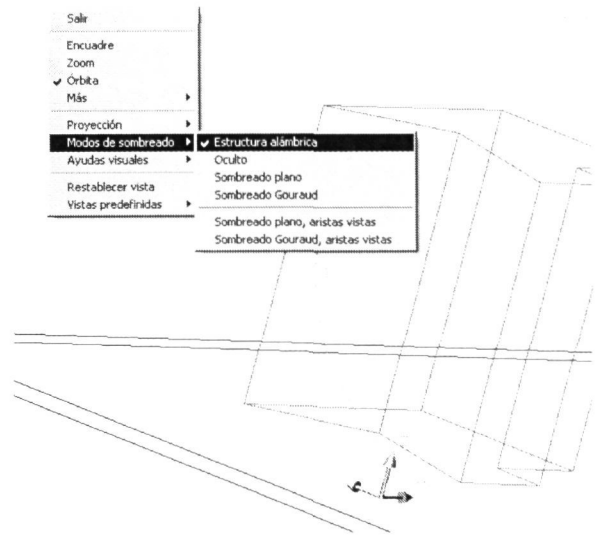 Salir
Encuadre
Zoom
Órbita
Más
Proyección
Modos de sombreado
Ayudas visuales
Restablecer vista
Vistas predefinidas
Estructura alámbrica
Oculto
Sombreado plano
Sombreado Gouraud
Sombreado plano, aristas vistas
Sombreado Gouraud, aristas vistas